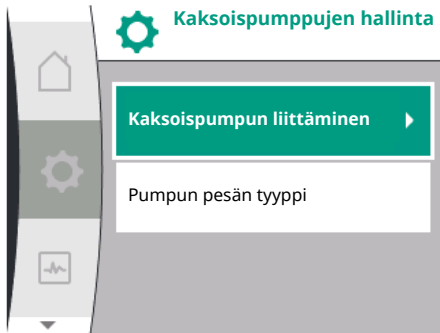 Kaksoispumppujen hallinta
Kaksoispumpun liittäminen
Pumpun pesän tyyppi